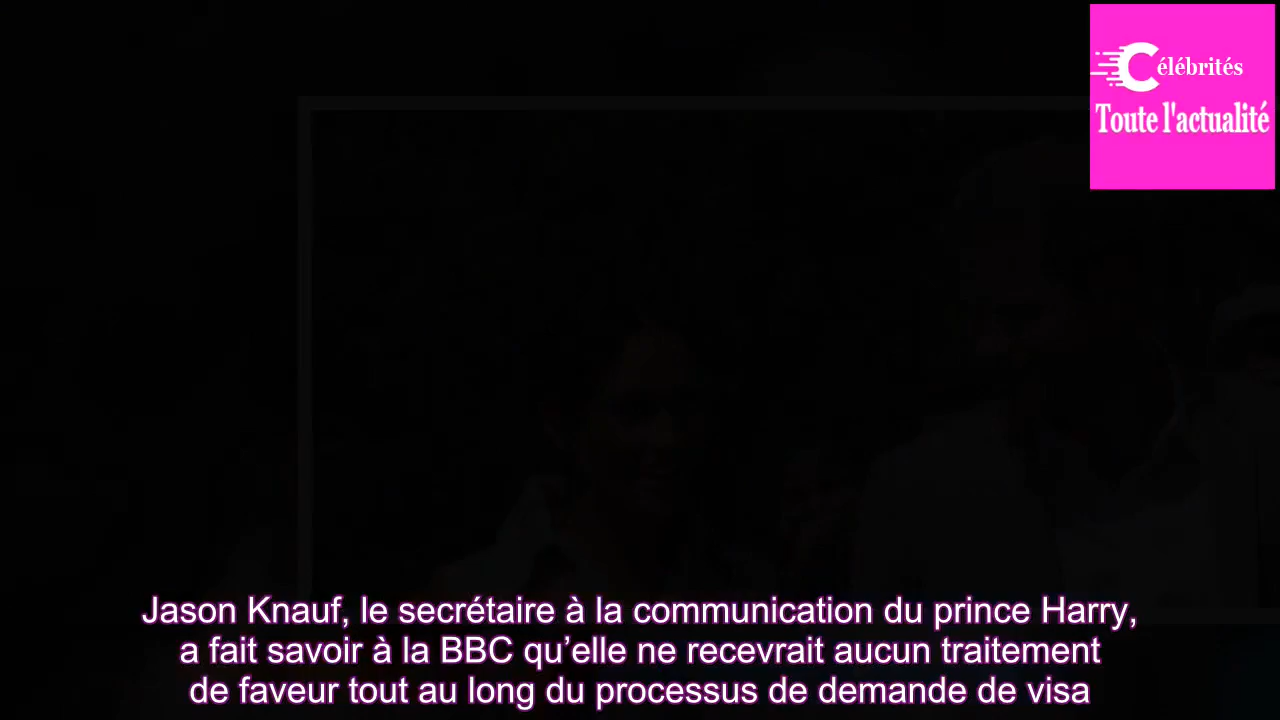 Célébrités
Toute l'actualité
Jason Knauf, le secrétaire à la communication du prince Harry,
a fait savoir à la BBC qu’elle ne recevrait aucun traitement
de faveur tout au long du processus de demande de visa